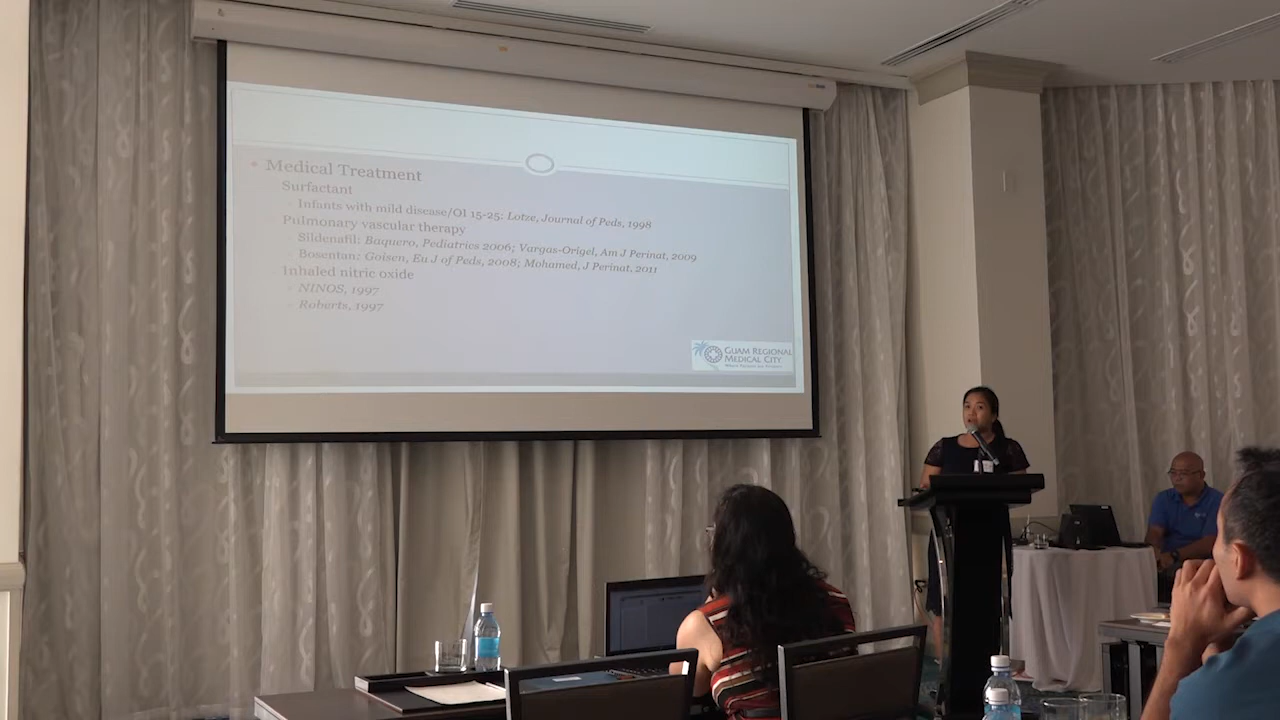 Medical Treatment
Surfactant
Infants with mild disease/OI 15-25: Lotze, Journal of Peds, 1998
Pulmonary vascular therapy
Sildenafil: Baquero, Pediatrics 2006; Vargas-Origel, Am J Perinat, 2009
Bosentan: Goisen, Eu J of Peds, 2008; Mohamed, J Perinat, 2011
Inhaled nitric oxide
NINOS, 1997
Roberts, 1997
GUAM REGIONAL
MEDICAL CITY